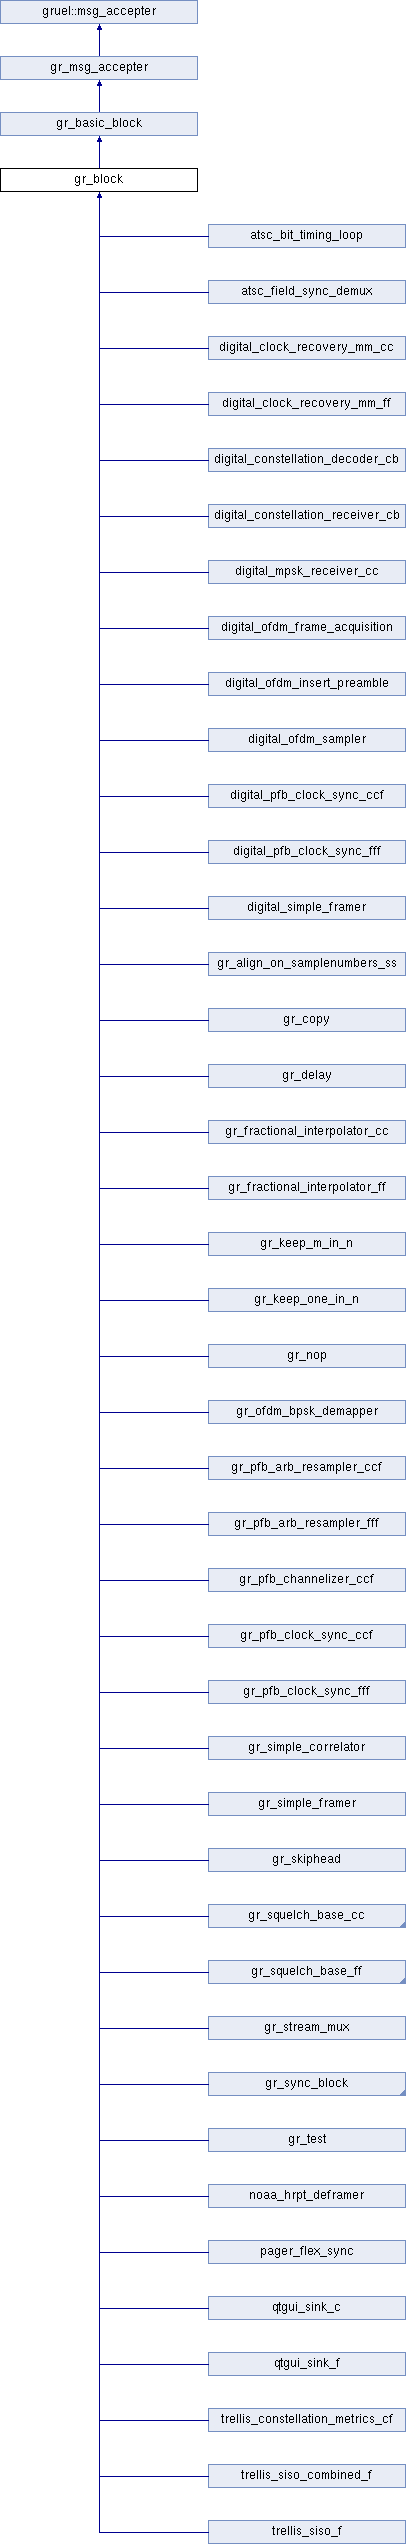 gruel::msg_accepter
gr_msg_accepter
gr_basic_block
gr_block
atsc_bit_timing_loop
atsc_field_sync_demux
digital_clock_recovery_mm_cc
digital_clock_recovery_mm_ff
digital_constellation_decoder_cb
digital_constellation_receiver_cb
digital_mpsk_receiver_cc
digital_ofdm_frame_acquisition
digital_ofdm_insert_preamble
digital_ofdm_sampler
digital_pfb_clock_sync_ccf
digital_pfb_clock_sync_fff
digital_simple_framer
gr_align_on_samplenumbers_ss
gr_copy
gr_delay
gr_fractional_interpolator_cc
gr_fractional_interpolator_ff
gr_keep_m_in_n
gr_keep_one_in_n
gr_nop
gr_ofdm_bpsk_demapper
gr_pfb_arb_resampler_ccf
gr_pfb_arb_resampler_fff
gr_pfb_channelizer_ccf
gr_pfb_clock_sync_ccf
gr_pfb_clock_sync_fff
gr_simple_correlator
gr_simple_framer
gr_skiphead
gr_squelch_base_cc
gr_squelch_base_ff
gr_stream_mux
gr_sync_block
gr_test
noaa_hrpt_deframer
pager_flex_sync
qtgui_sink_c
qtgui_sink_f
trellis_constellation_metrics_cf
trellis_siso_combined_f
trellis_siso_f